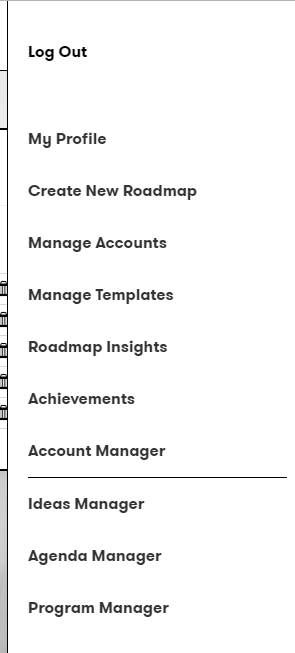 Log Out
My Profile
Create New Roadmap
Manage Accounts
Manage Templates
Roadmap Insights
Achievements
Account Manager
Ideas Manager
Agenda Manager
Program Manager